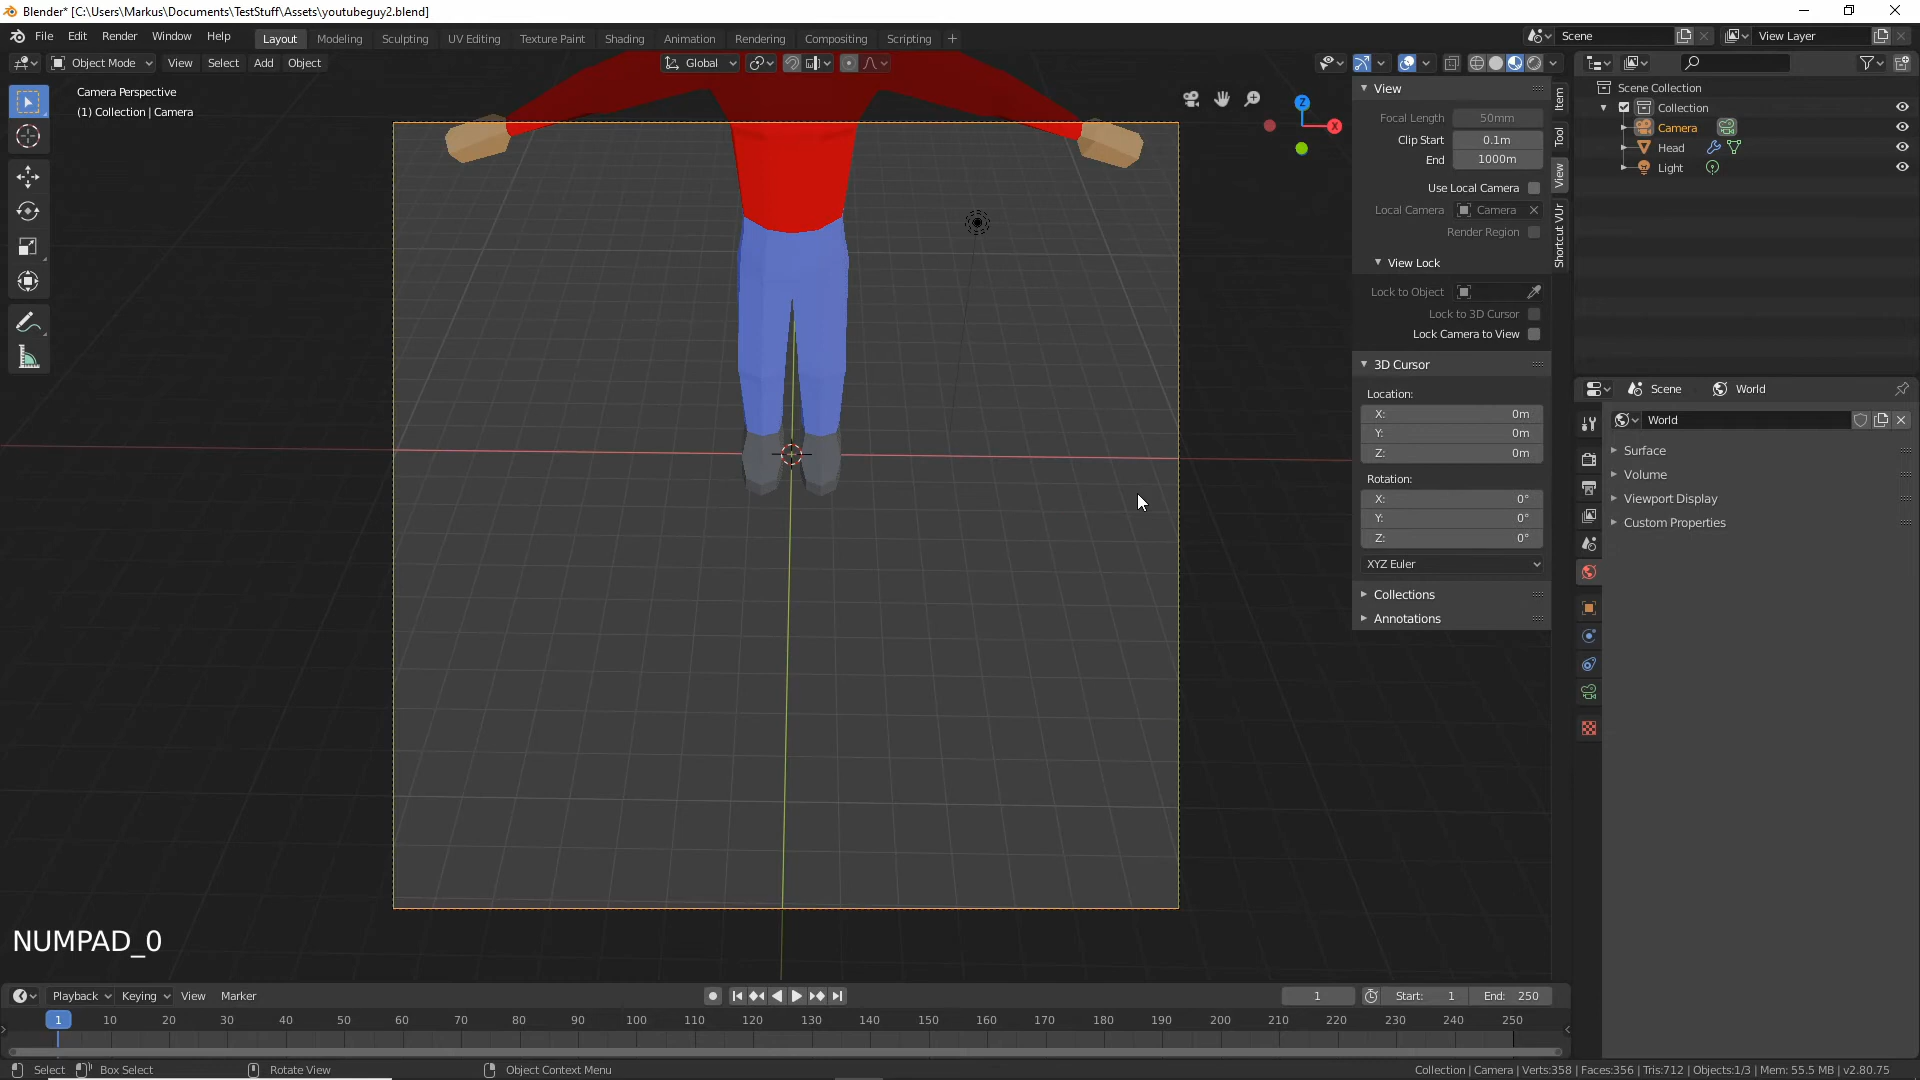 Blender* [C:\Users\Markus\Documents\TestStuff\Assets\youtubeguy2.blend]
File Edit Render Window Help
Layout Modeling Sculpting UV Editing Texture Paint Shading Animation Rendering Compositing Scripting
Scene
View Layer
Object Mode View Select Add Object
Global
Camera Perspective
(1) Collection | Camera
Z
X
View
Focal Length 50mm
Clip Start 0.1m
End 1000m
Use Local Camera
Local Camera Camera
Render Region
View Lock
Lock to Object
Lock to 3D Cursor
Lock Camera to View
3D Cursor
Location:
X: 0m
Y: 0m
Z: 0m
Rotation:
X: 0°
Y: 0°
Z: 0°
XYZ Euler
Collections
Annotations
Item
Tool
View
Shortcut VUr
Scene Collection
Collection
Camera
Head
Light
Scene World
World
Surface
Volume
Viewport Display
Custom Properties
NUMPAD_0
Playback Keying View Marker
1 Start: 1 End: 250
1 10 20 30 40 50 60 70 80 90 100 110 120 130 140 150 160 170 180 190 200 210 220 230 240 250
Select Box Select Rotate View Object Context Menu
Collection | Camera | Verts:358 | Faces:356 | Tris:712 | Objects:1/3 | Mem: 55.5 MB | v2.80.75